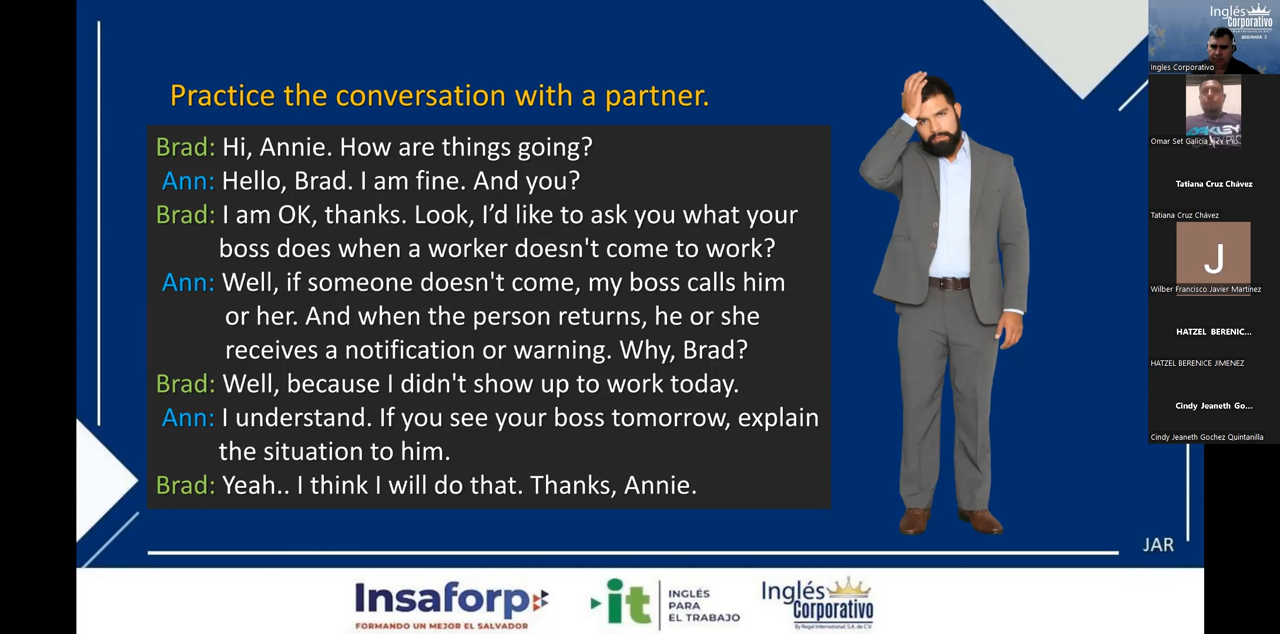 Practice the conversation with a partner.
Brad: Hi, Annie. How are things going?
Ann: Hello, Brad. I am fine. And you?
Brad: I am OK, thanks. Look, I’d like to ask you what your
boss does when a worker doesn't come to work?
Ann: Well, if someone doesn't come, my boss calls him
or her. And when the person returns, he or she
receives a notification or warning. Why, Brad?
Brad: Well, because I didn't show up to work today.
Ann: I understand. If you see your boss tomorrow, explain
the situation to him.
Brad: Yeah.. I think I will do that. Thanks, Annie.
JAR
Insaforp
FORMANDO UN MEJOR EL SALVADOR
it
INGLÉS
PARA
EL TRABAJO
Inglés
Corporativo
By Regal International, S.A. de C.V.
Inglés
Corporativo
Ingles Corporativo
Omar Set Galicia
Tatiana Cruz Chávez
Tatiana Cruz Chávez
J
Wilber Francisco Javier Martinez
HATZEL BERENIC...
HATZEL BERENICE JIMENEZ
Cindy Jeaneth Go...
Cindy Jeaneth Gochez Quintanilla